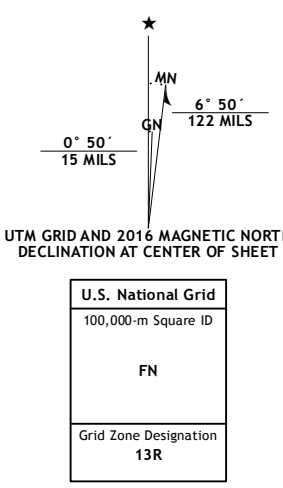 ★
MN
6° 50´
122 MILS
GN
0° 50´
15 MILS
UTM GRID AND 2016 MAGNETIC NORT
DECLINATION AT CENTER OF SHEET
U.S. National Grid
100,000-m Square ID
FN
Grid Zone Designation
13R